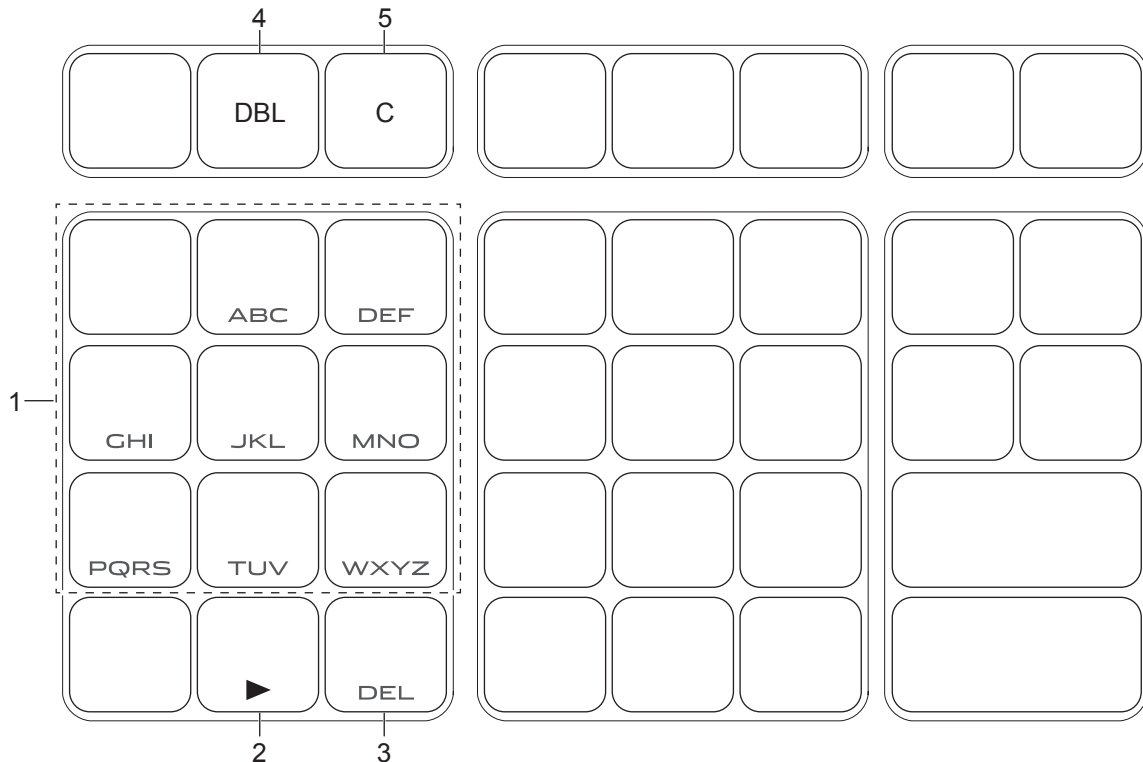 4 5
DBL C
ABC DEF
1
GHI JKL MNO
PQRS TUV WXYZ
▶ DEL
2 3